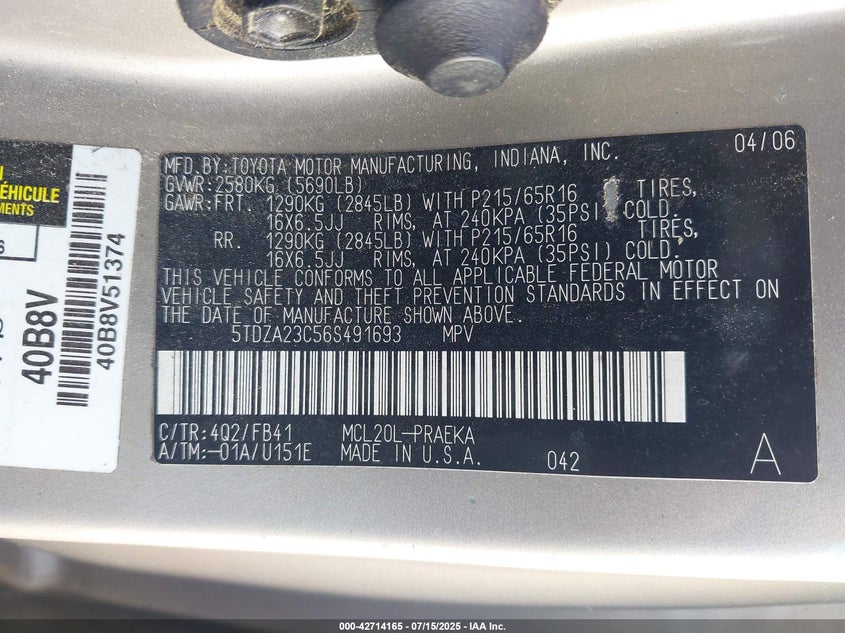 ÉHICULE
EMENTS
40B8V
40B8V51374
MFD.BY:TOYOTA MOTOR MANUFACTURING, INDIANA, INC. 04/06
GVWR:2580KG (5690LB)
GAWR:FRT. 1290KG (2845LB) WITH P215/65R16 TIRES,
16X6.5JJ RIMS, AT 240KPA (35PSI) COLD.
RR. 1290KG (2845LB) WITH P215/65R16 TIRES,
16X6.5JJ RIMS, AT 240KPA (35PSI) COLD.
THIS VEHICLE CONFORMS TO ALL APPLICABLE FEDERAL MOTOR
VEHICLE SAFETY AND THEFT PREVENTION STANDARDS IN EFFECT ON
THE DATE OF MANUFACTURE SHOWN ABOVE.
5TDZA23C56S491693 MPV
C/TR:4Q2/FB41 MCL20L-PRAEKA
A/TM:-01A/U151E MADE IN U.S.A. 042 A
000-42714165 - 07/15/2025 - IAA Inc.